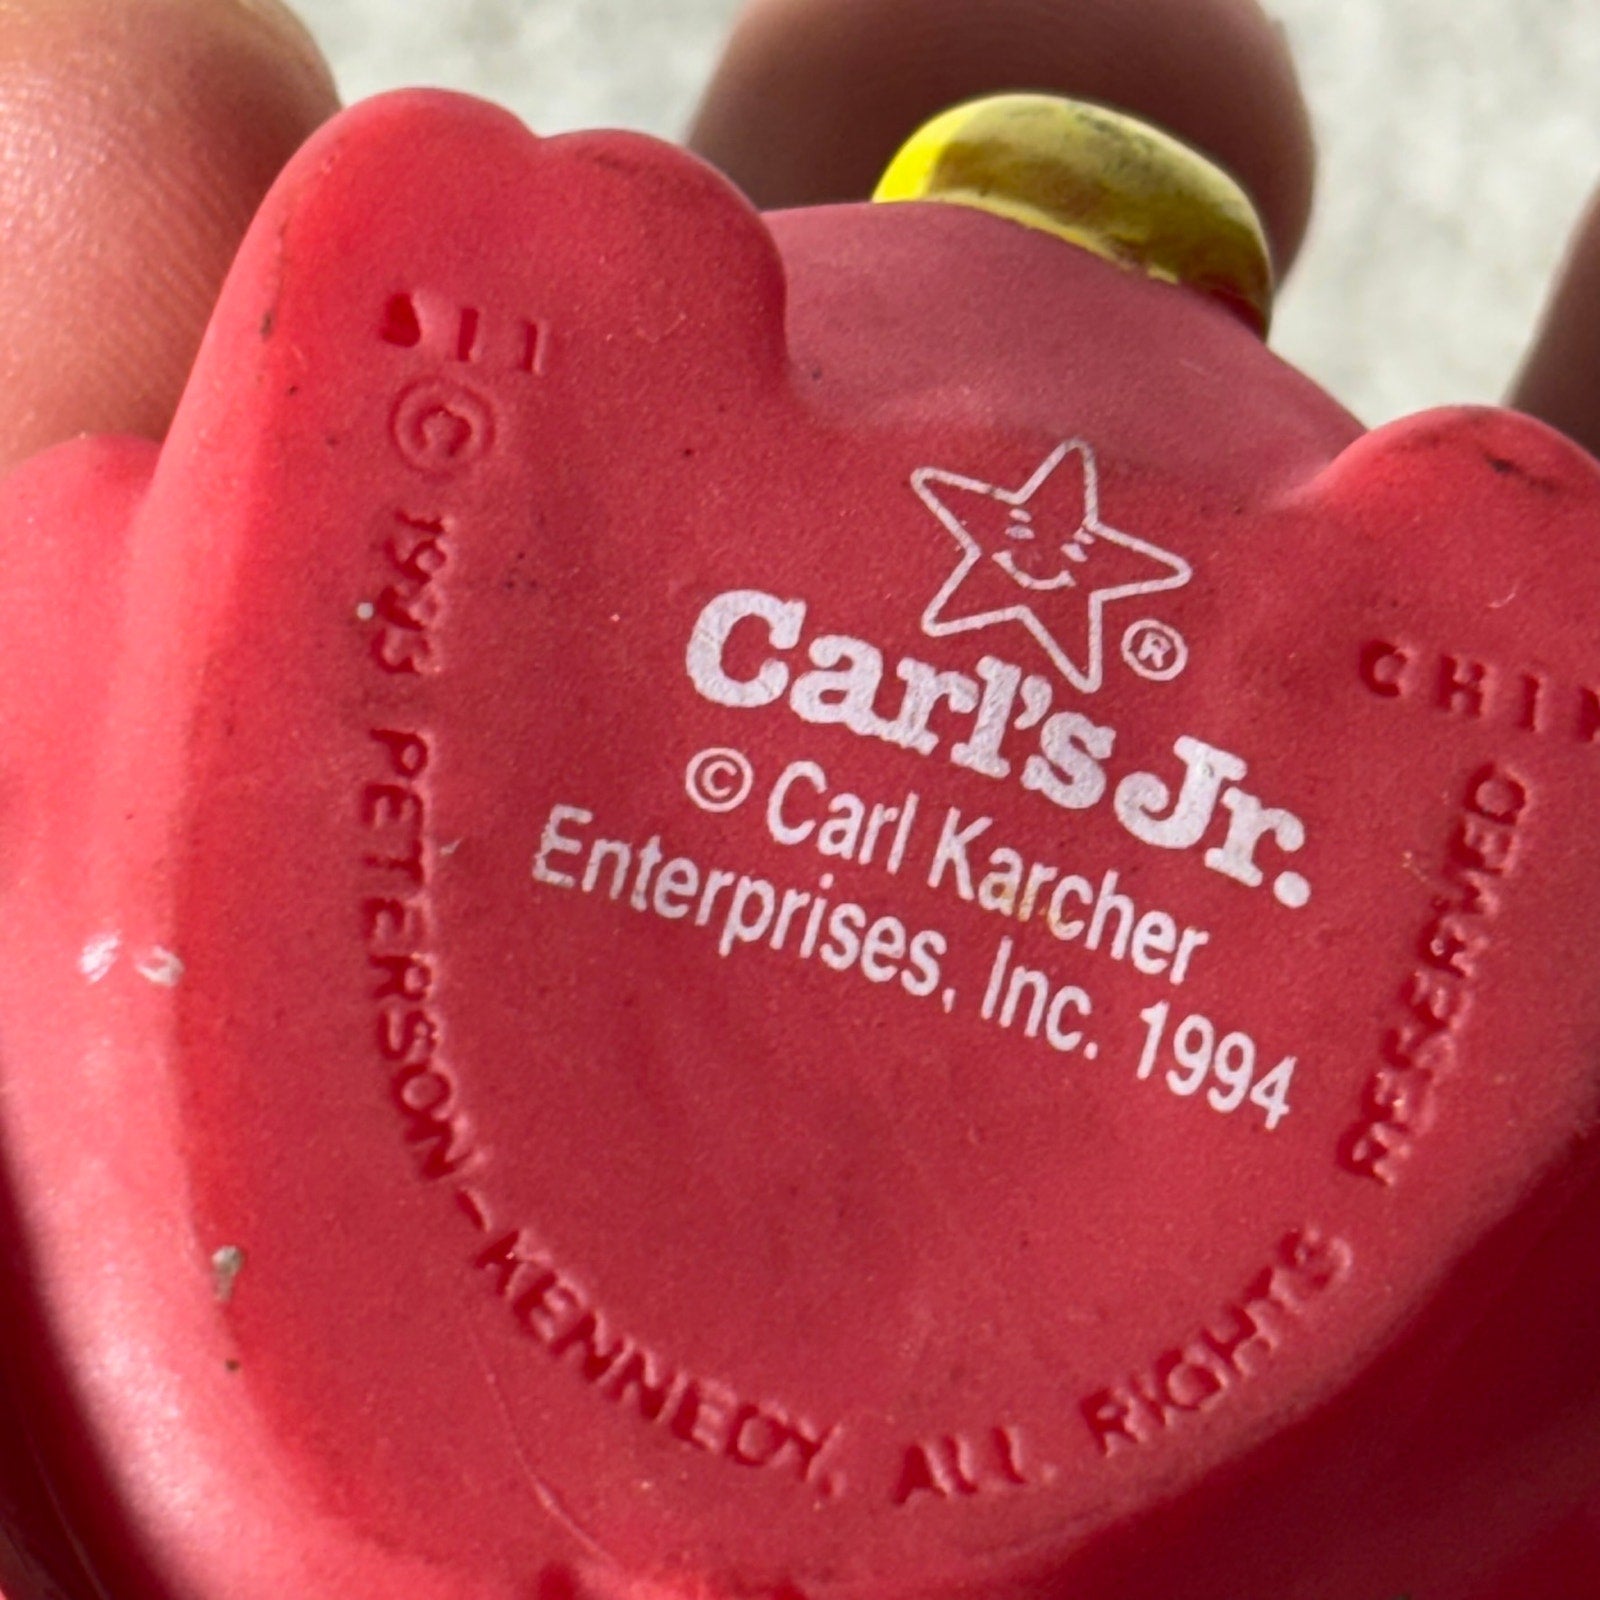 Carl's Jr.®
© Carl Karcher
Enterprises, Inc. 1994
© 1993 PETERSON-KENNEDY. ALL RIGHTS RESERVED